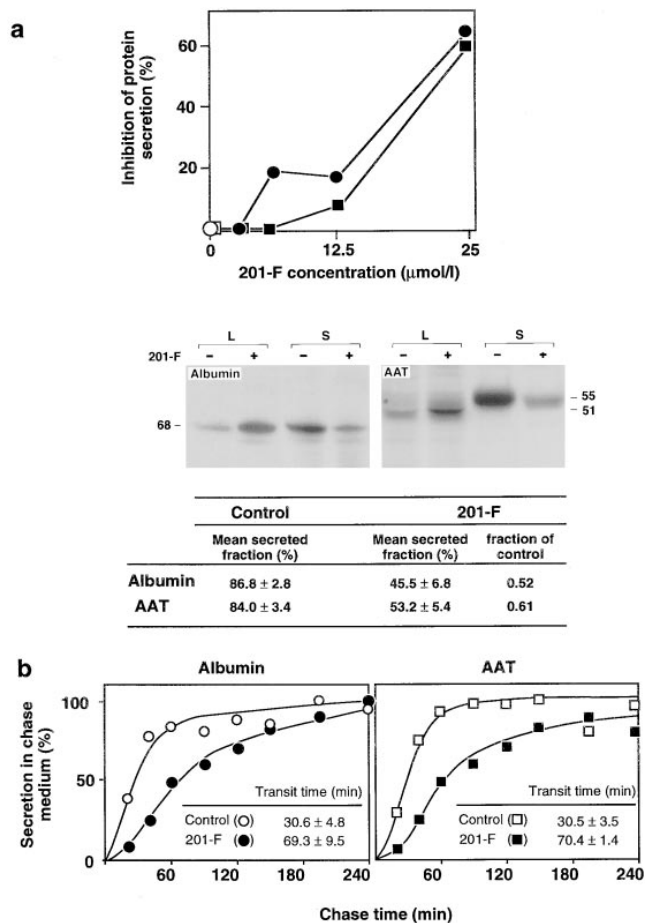 a
Inhibition of protein
secretion (%)
60
40
20
0 12.5 25
201-F concentration (μmol/l)
L S L S
201-F – + – + – + – +
Albumin AAT
68 –
– 55
– 51
Control 201-F
Mean secreted Mean secreted fraction of
fraction (%) fraction (%) control
Albumin 86.8 ± 2.8 45.5 ± 6.8 0.52
AAT 84.0 ± 3.4 53.2 ± 5.4 0.61
b
Albumin AAT
Secretion in chase
medium (%)
100
50
0
Transit time (min) Transit time (min)
Control (○) 30.6 ± 4.8 Control (□) 30.5 ± 3.5
201-F (●) 69.3 ± 9.5 201-F (■) 70.4 ± 1.4
60 120 180 240 60 120 180 240
Chase time (min)